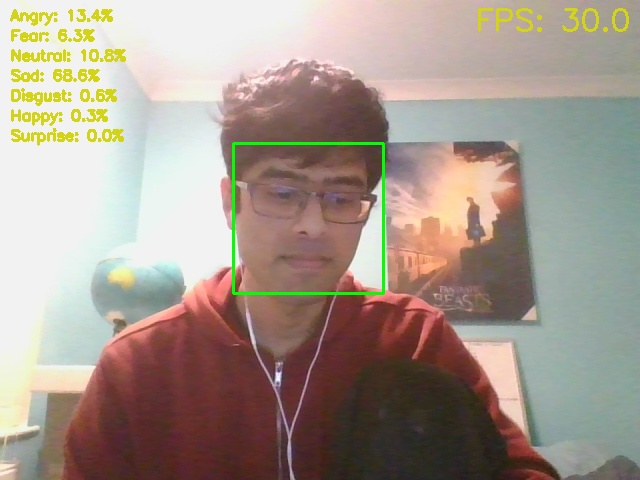 Angry: 13.4%
FPS: 30.0
Fear: 6.3%
Neutral: 10.8%
Sad: 68.6%
Disgust: 0.6%
Happy: 0.3%
Surprise: 0.0%
FANTASTIC
BEASTS